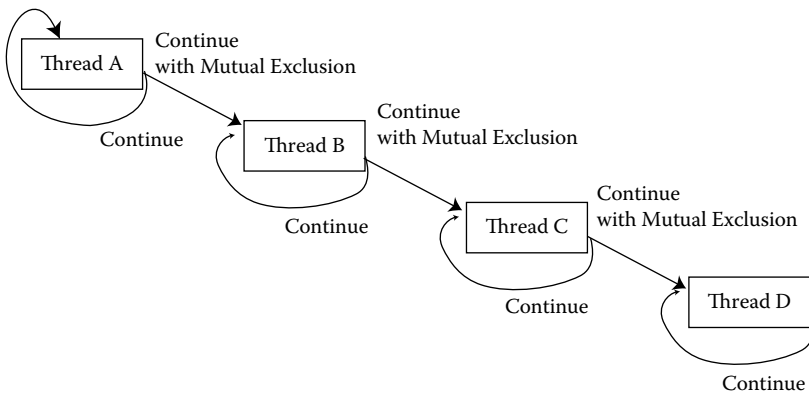 Thread A
Continue
with Mutual Exclusion
Continue
Thread B
Continue
with Mutual Exclusion
Continue
Thread C
Continue
with Mutual Exclusion
Continue
Thread D
Continue